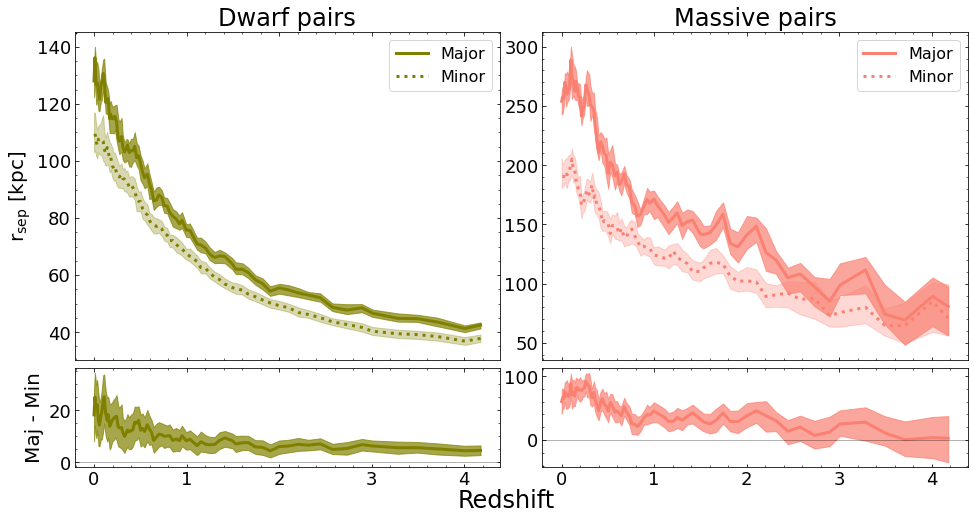 Dwarf pairs
Massive pairs
140
120
100
80
60
40
r_sep [kpc]
Major
Minor
300
250
200
150
100
50
Major
Minor
20
0
Maj - Min
100
0
0 1 2 3 4
0 1 2 3 4
Redshift